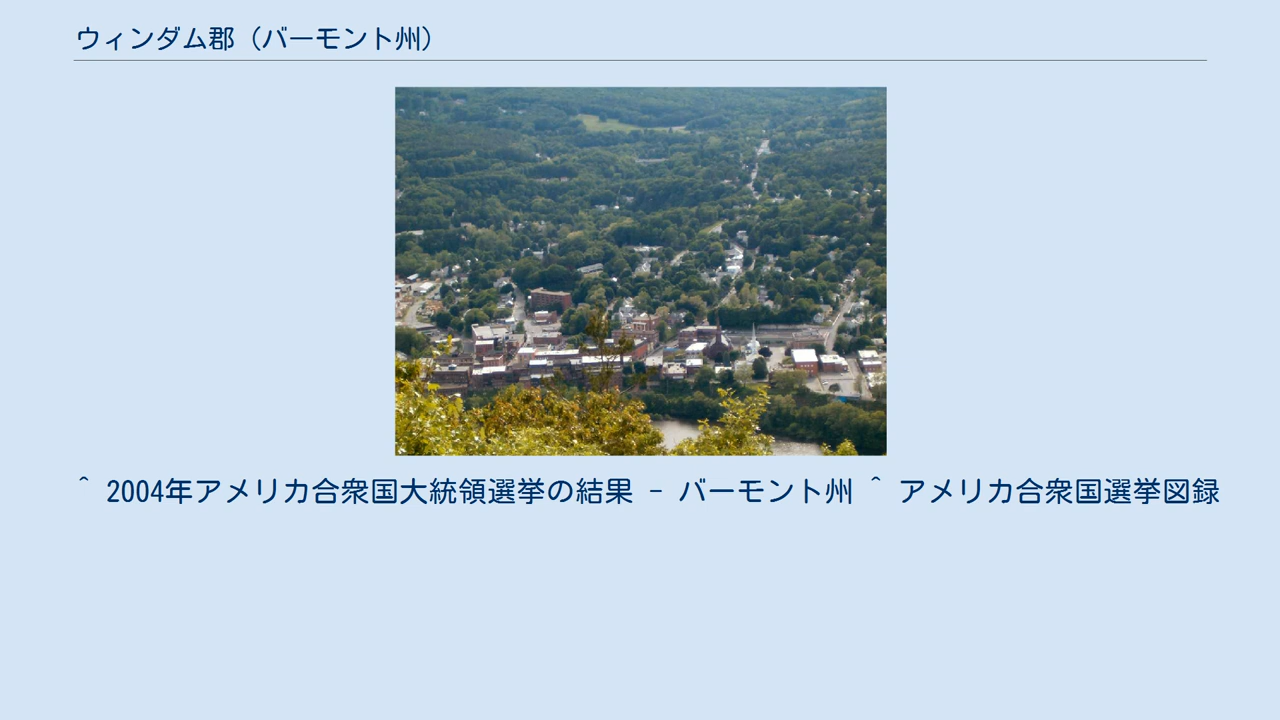 ウィンダム郡（バーモント州）
^ 2004年アメリカ合衆国大統領選挙の結果 - バーモント州 ^ アメリカ合衆国選挙図録